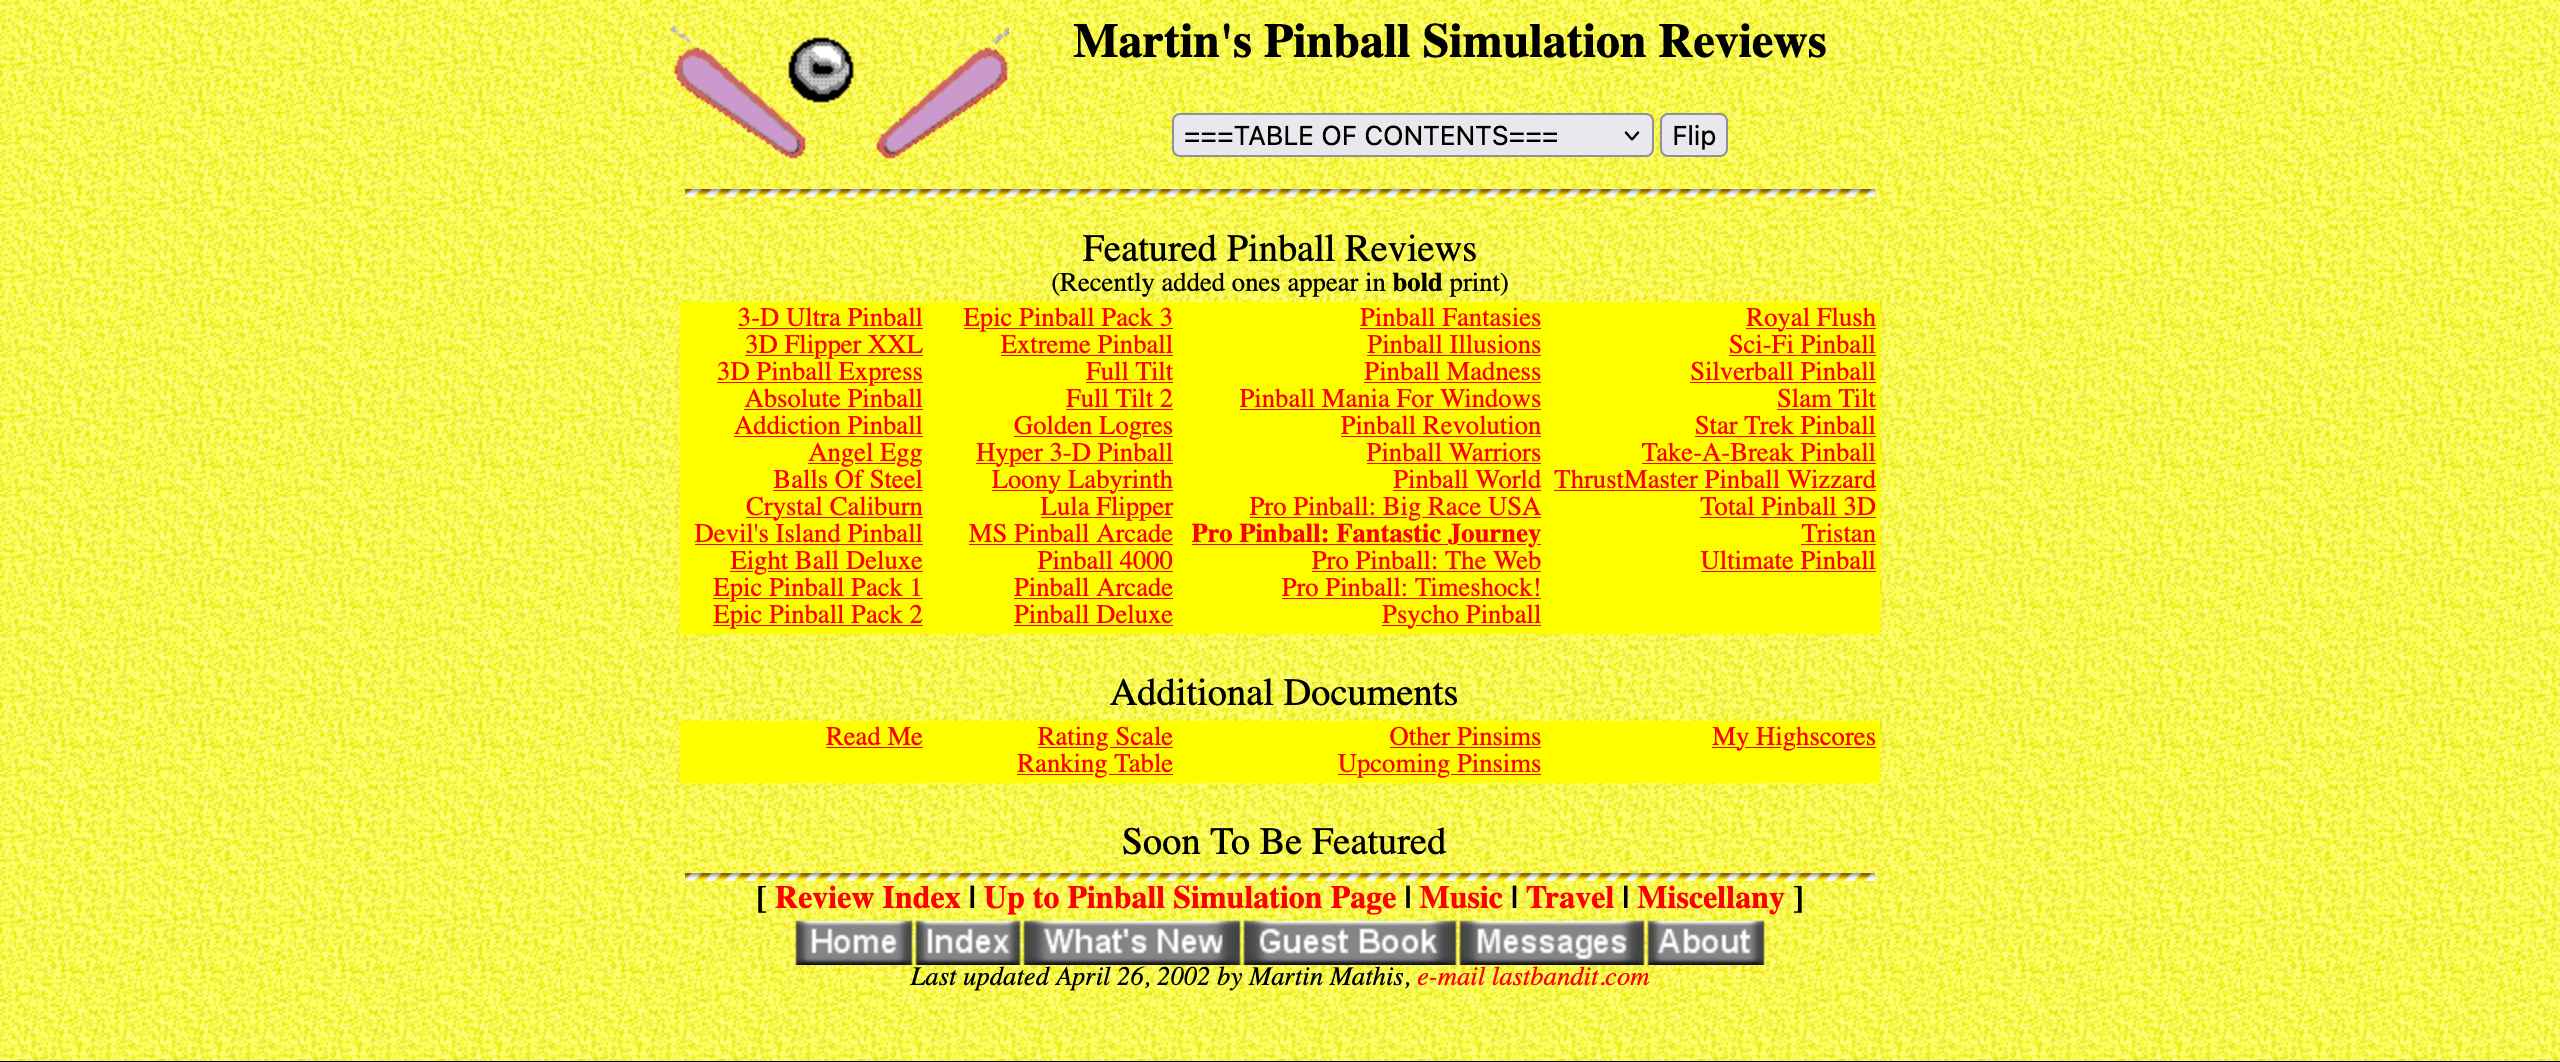 Martin's Pinball Simulation Reviews
===TABLE OF CONTENTS=== Flip
Featured Pinball Reviews
(Recently added ones appear in bold print)
3-D Ultra Pinball Epic Pinball Pack 3 Pinball Fantasies Royal Flush
3D Flipper XXL Extreme Pinball Pinball Illusions Sci-Fi Pinball
3D Pinball Express Full Tilt Pinball Madness Silverball Pinball
Absolute Pinball Full Tilt 2 Pinball Mania For Windows Slam Tilt
Addiction Pinball Golden Logres Pinball Revolution Star Trek Pinball
Angel Egg Hyper 3-D Pinball Pinball Warriors Take-A-Break Pinball
Balls Of Steel Loony Labyrinth Pinball World ThrustMaster Pinball Wizzard
Crystal Caliburn Lula Flipper Pro Pinball: Big Race USA Total Pinball 3D
Devil's Island Pinball MS Pinball Arcade Pro Pinball: Fantastic Journey Tristan
Eight Ball Deluxe Pinball 4000 Pro Pinball: The Web Ultimate Pinball
Epic Pinball Pack 1 Pinball Arcade Pro Pinball: Timeshock!
Epic Pinball Pack 2 Pinball Deluxe Psycho Pinball
Additional Documents
Read Me Rating Scale Other Pinsims My Highscores
Ranking Table Upcoming Pinsims
Soon To Be Featured
[ Review Index | Up to Pinball Simulation Page | Music | Travel | Miscellany ]
Home Index What's New Guest Book Messages About
Last updated April 26, 2002 by Martin Mathis, e-mail lastbandit.com